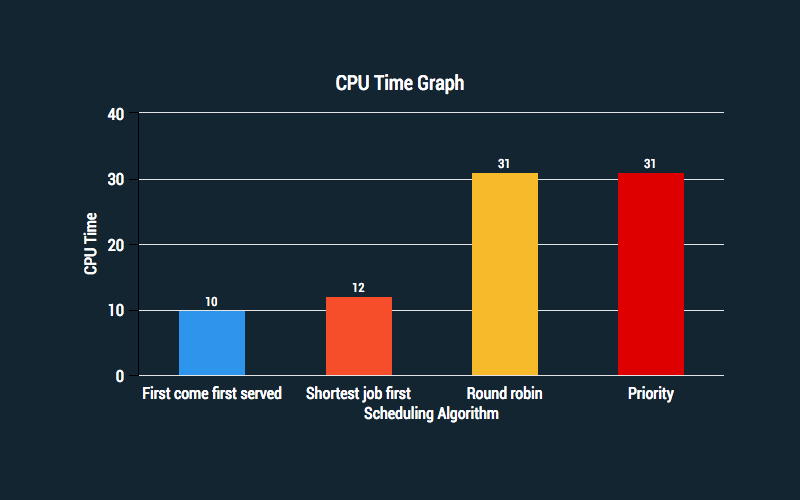 CPU Time Graph
40
30
20
10
0
CPU Time
10
12
31
31
First come first served
Shortest job first
Round robin
Priority
Scheduling Algorithm